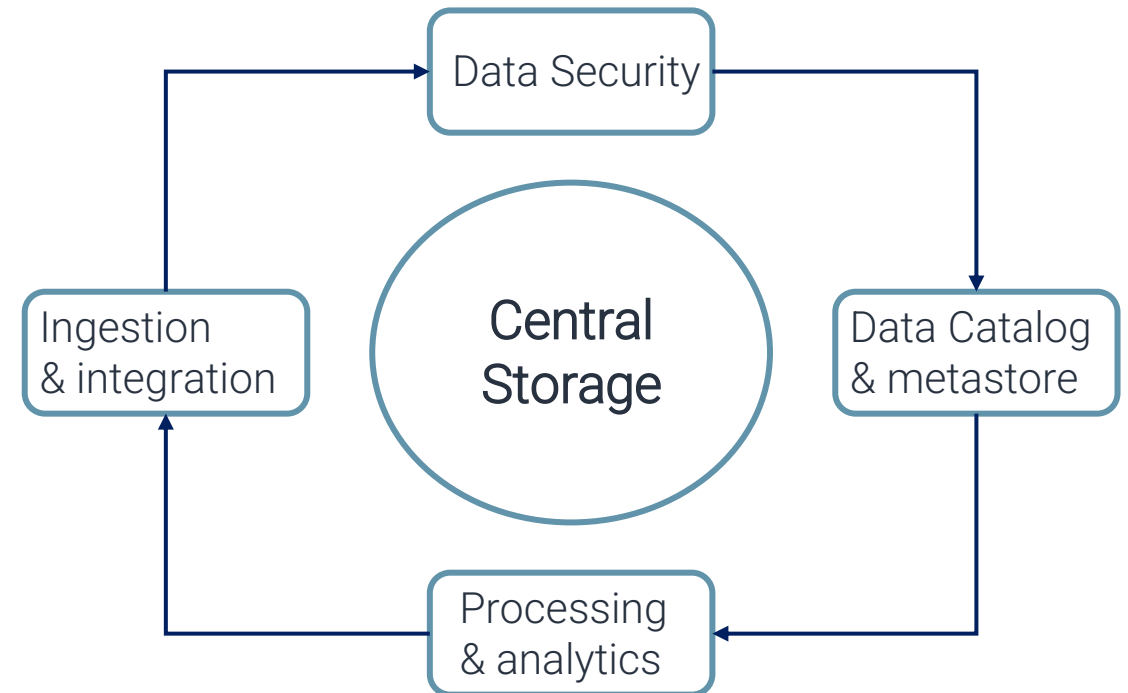 Data Security
Central
Storage
Ingestion
& integration
Data Catalog
& metastore
Processing
& analytics